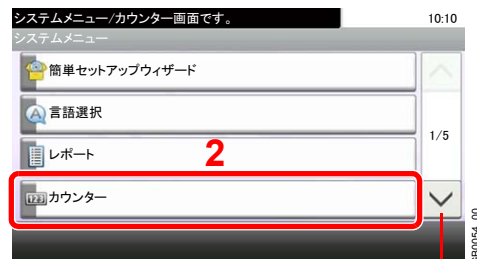 システムメニュー/カウンター画面です。
10:10
システムメニュー
簡単セットアップウィザード
言語選択
1/5
レポート
2
123 カウンター